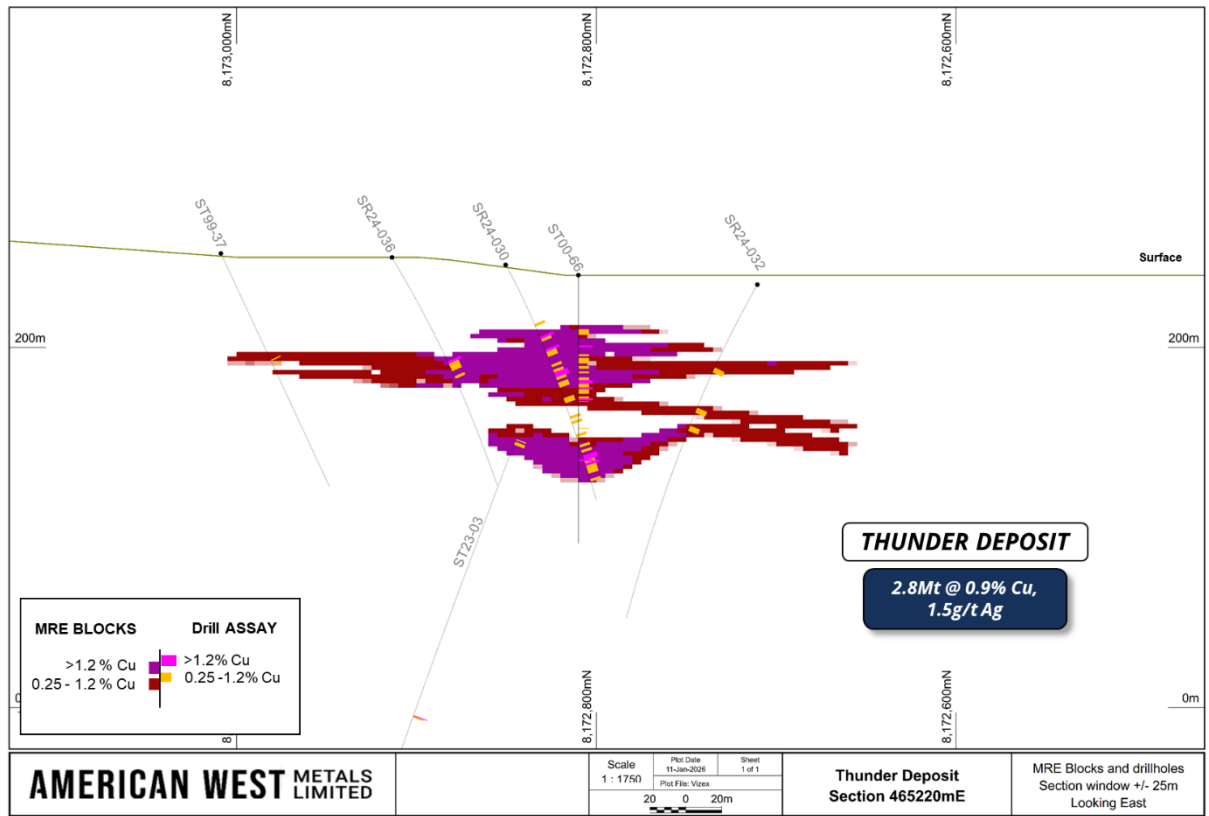 8,173,000mN
8,172,800mN
8,172,600mN
ST99-37
SR24-036
SR24-030
ST00-66
SR24-032
Surface
200m
200m
ST23-03
THUNDER DEPOSIT
2.8Mt @ 0.9% Cu,
1.5g/t Ag
MRE BLOCKS
Drill ASSAY
>1.2 % Cu
>1.2% Cu
0.25 - 1.2% Cu
0.25 -1.2% Cu
0m
8,172,800mN
8,172,600mN
AMERICAN WEST METALS LIMITED
Scale
1 : 1750
Plot Date
11-Jan-2026
Sheet
1 of 1
Plot File: Vizex
20 0 20m
Thunder Deposit
Section 465220mE
MRE Blocks and drillholes
Section window +/- 25m
Looking East